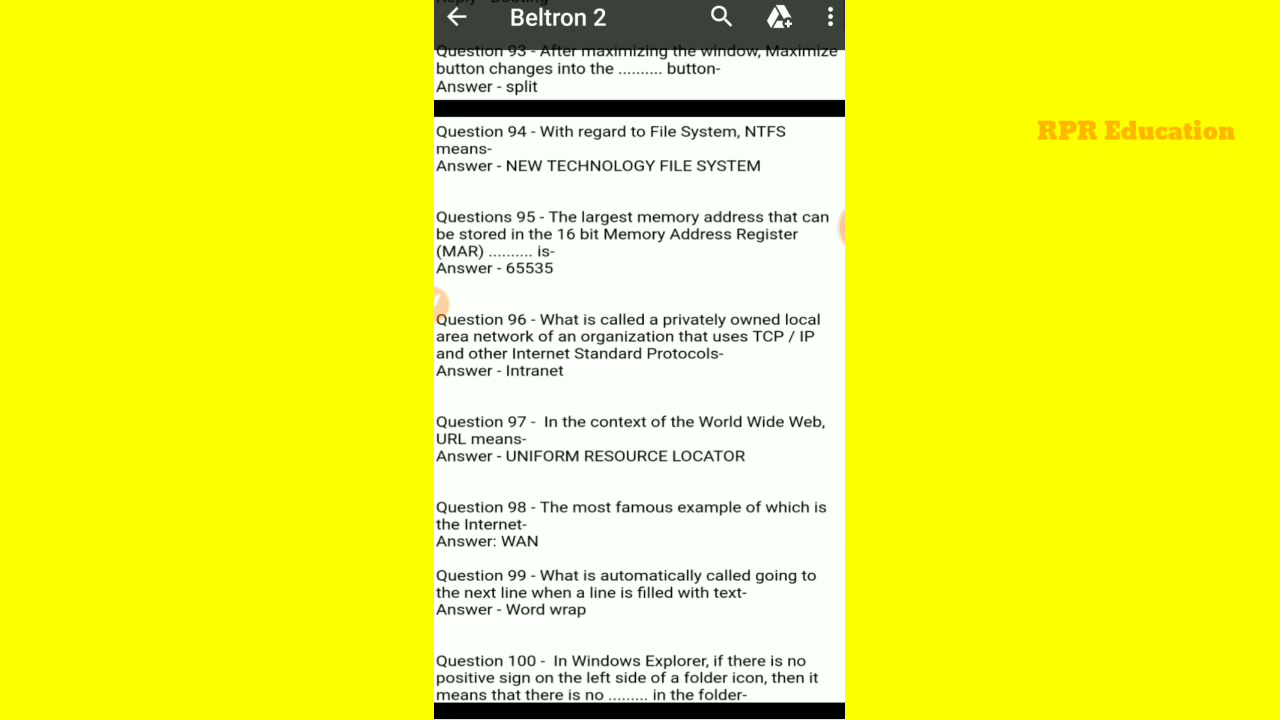 Beltron 2
Question 93 - After maximizing the window, Maximize
button changes into the .......... button-
Answer - split
Question 94 - With regard to File System, NTFS
means-
Answer - NEW TECHNOLOGY FILE SYSTEM
RPR Education
Questions 95 - The largest memory address that can
be stored in the 16 bit Memory Address Register
(MAR) .......... is-
Answer - 65535
Question 96 - What is called a privately owned local
area network of an organization that uses TCP / IP
and other Internet Standard Protocols-
Answer - Intranet
Question 97 -  In the context of the World Wide Web,
URL means-
Answer - UNIFORM RESOURCE LOCATOR
Question 98 - The most famous example of which is
the Internet-
Answer: WAN
Question 99 - What is automatically called going to
the next line when a line is filled with text-
Answer - Word wrap
Question 100 -  In Windows Explorer, if there is no
positive sign on the left side of a folder icon, then it
means that there is no ......... in the folder-